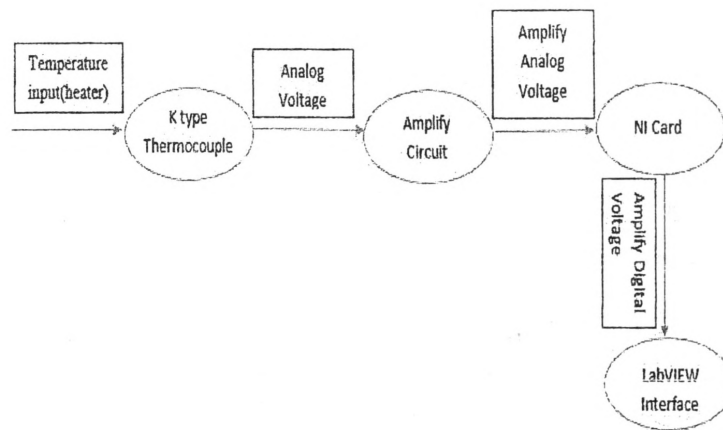 Temperature
input(heater)
K type
Thermocouple
Analog
Voltage
Amplify
Circuit
Amplify
Analog
Voltage
NI Card
Amplify Digital
Voltage
LabVIEW
Interface